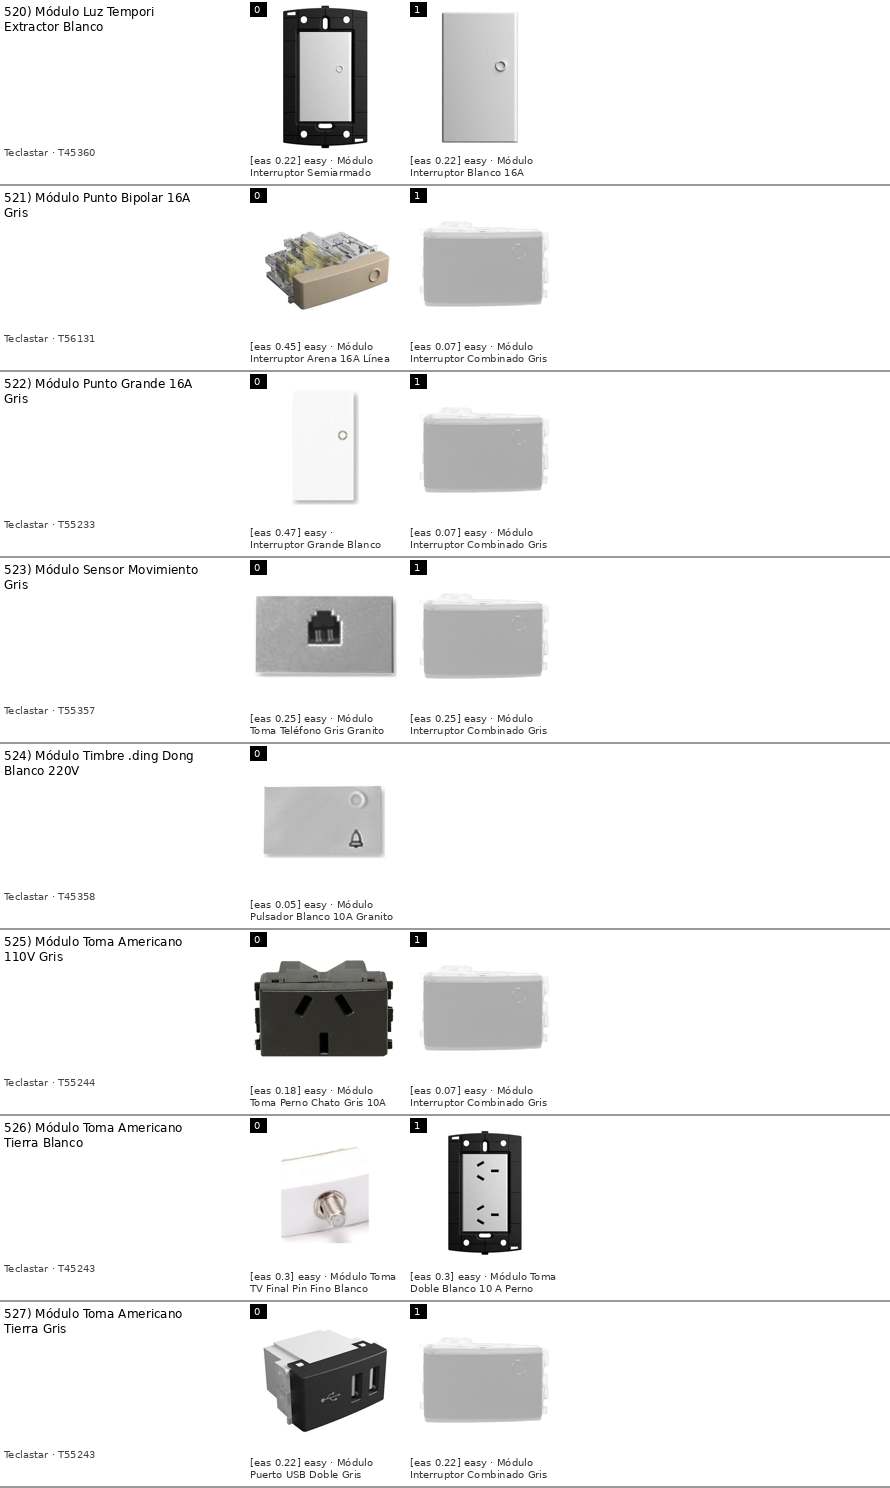 520) Módulo Luz Tempori
Extractor Blanco
Teclastar · T45360
0
[eas 0.22] easy · Módulo
Interruptor Semiarmado
1
[eas 0.22] easy · Módulo
Interruptor Blanco 16A
521) Módulo Punto Bipolar 16A
Gris
Teclastar · T56131
0
[eas 0.45] easy · Módulo
Interruptor Arena 16A Línea
1
[eas 0.07] easy · Módulo
Interruptor Combinado Gris
522) Módulo Punto Grande 16A
Gris
Teclastar · T55233
0
[eas 0.47] easy ·
Interruptor Grande Blanco
1
[eas 0.07] easy · Módulo
Interruptor Combinado Gris
523) Módulo Sensor Movimiento
Gris
Teclastar · T55357
0
[eas 0.25] easy · Módulo
Toma Teléfono Gris Granito
1
[eas 0.25] easy · Módulo
Interruptor Combinado Gris
524) Módulo Timbre .ding Dong
Blanco 220V
Teclastar · T45358
0
[eas 0.05] easy · Módulo
Pulsador Blanco 10A Granito
525) Módulo Toma Americano
110V Gris
Teclastar · T55244
0
[eas 0.18] easy · Módulo
Toma Perno Chato Gris 10A
1
[eas 0.07] easy · Módulo
Interruptor Combinado Gris
526) Módulo Toma Americano
Tierra Blanco
Teclastar · T45243
0
[eas 0.3] easy · Módulo Toma
TV Final Pin Fino Blanco
1
[eas 0.3] easy · Módulo Toma
Doble Blanco 10 A Perno
527) Módulo Toma Americano
Tierra Gris
Teclastar · T55243
0
[eas 0.22] easy · Módulo
Puerto USB Doble Gris
1
[eas 0.22] easy · Módulo
Interruptor Combinado Gris